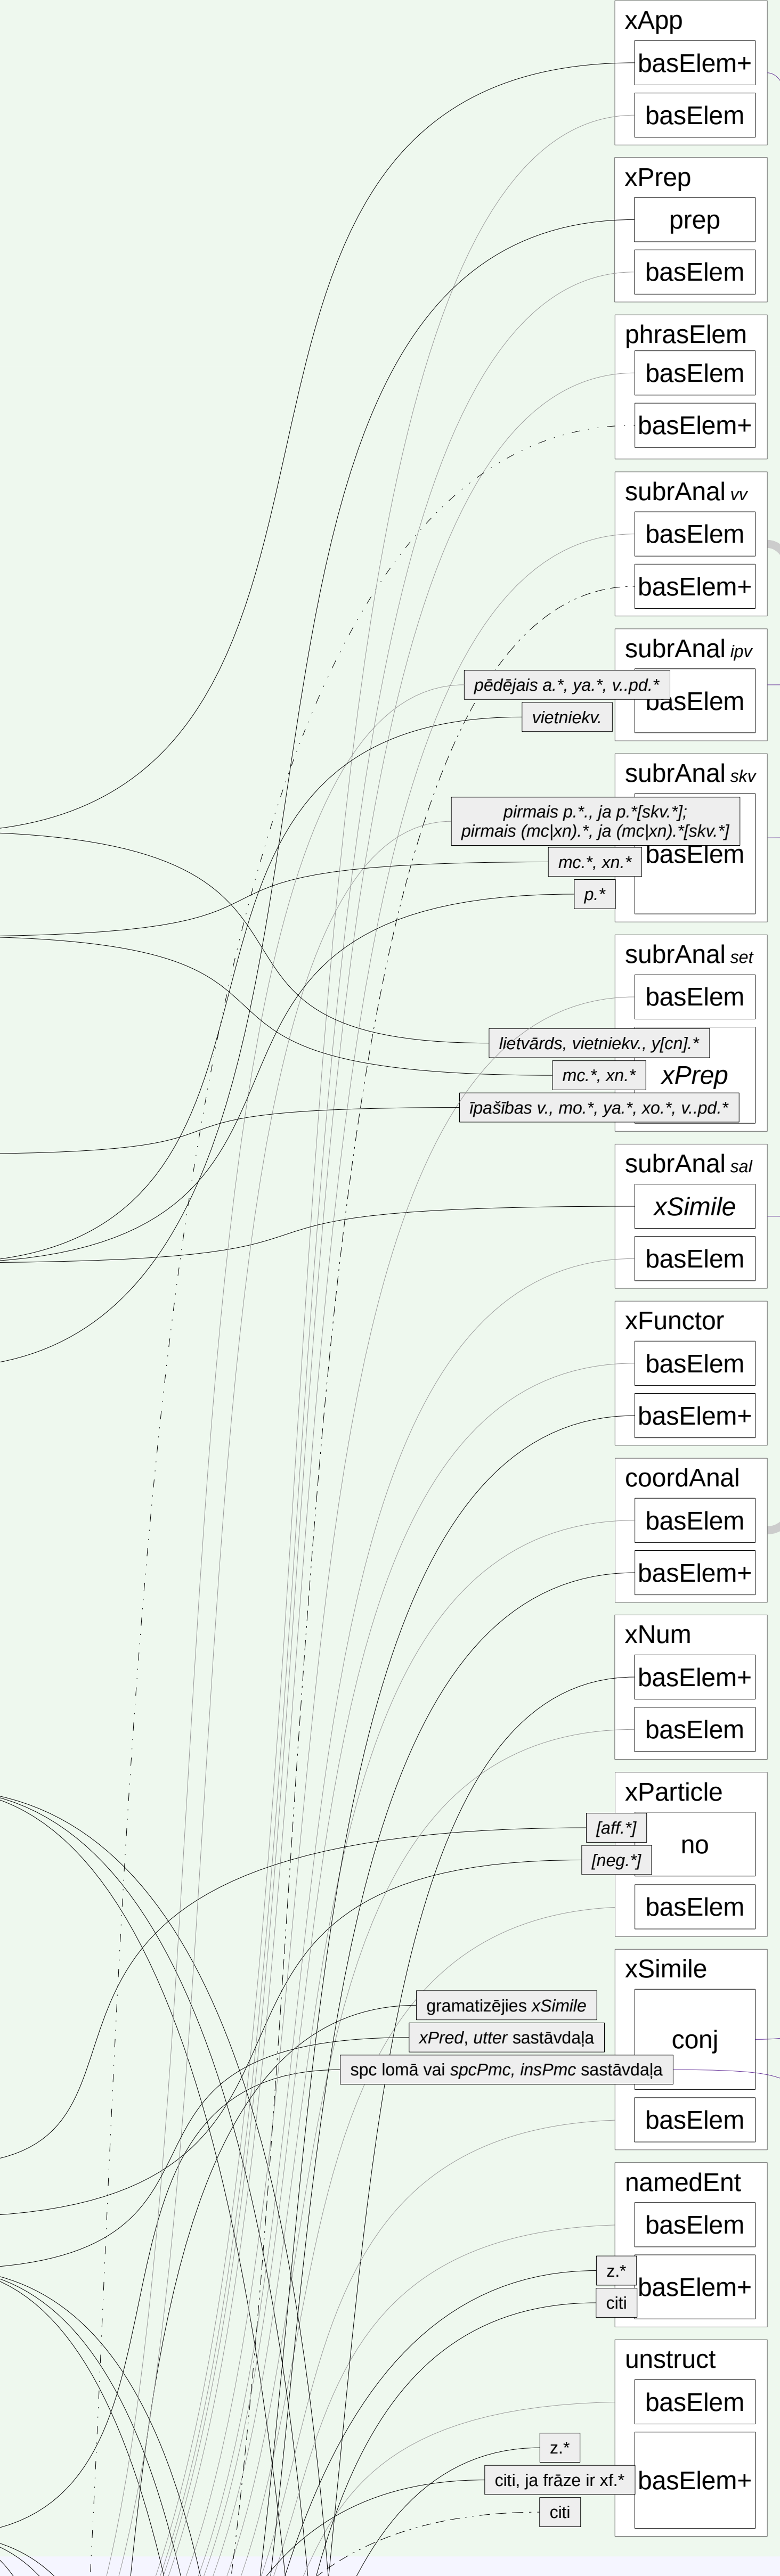 xApp
basElem+
basElem
xPrep
prep
basElem
phrasElem
basElem
basElem+
subrAnal vv
basElem
basElem+
subrAnal ipv
pēdējais a.*, ya.*, v..pd.*
basElem
vietniekv.
subrAnal skv
pirmais p.*., ja p.*[skv.*];
pirmais (mc|xn).*, ja (mc|xn).*[skv.*]
basElem
mc.*, xn.*
p.*
subrAnal set
basElem
lietvārds, vietniekv., y[cn].*
mc.*, xn.*
xPrep
īpašības v., mo.*, ya.*, xo.*, v..pd.*
subrAnal sal
xSimile
basElem
xFunctor
basElem
basElem+
coordAnal
basElem
basElem+
xNum
basElem+
basElem
xParticle
[aff.*]
no
[neg.*]
basElem
xSimile
gramatizējies xSimile
xPred, utter sastāvdaļa
conj
spc lomā vai spcPmc, insPmc sastāvdaļa
basElem
namedEnt
basElem
z.*
basElem+
citi
unstruct
basElem
z.*
citi, ja frāze ir xf.*
basElem+
citi